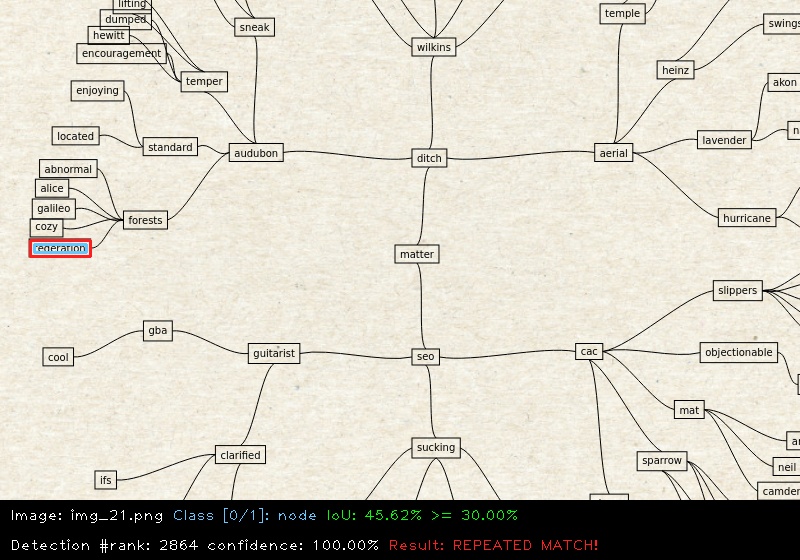 lifting
dumped
hewitt
encouragement
sneak
wilkins
temple
swings
temper
heinz
enjoying
akon
located
standard
audubon
ditch
aerial
lavender
n
abnormal
alice
galileo
cozy
forests
hurricane
matter
slippers
gba
cool
guitarist
seo
cac
objectionable
mat
sucking
clarified
ifs
sparrow
neil
camden
Image: img_21.png Class [0/1]: node IoU: 45.62% >= 30.00%
Detection #rank: 2864 confidence: 100.00% Result: REPEATED MATCH!